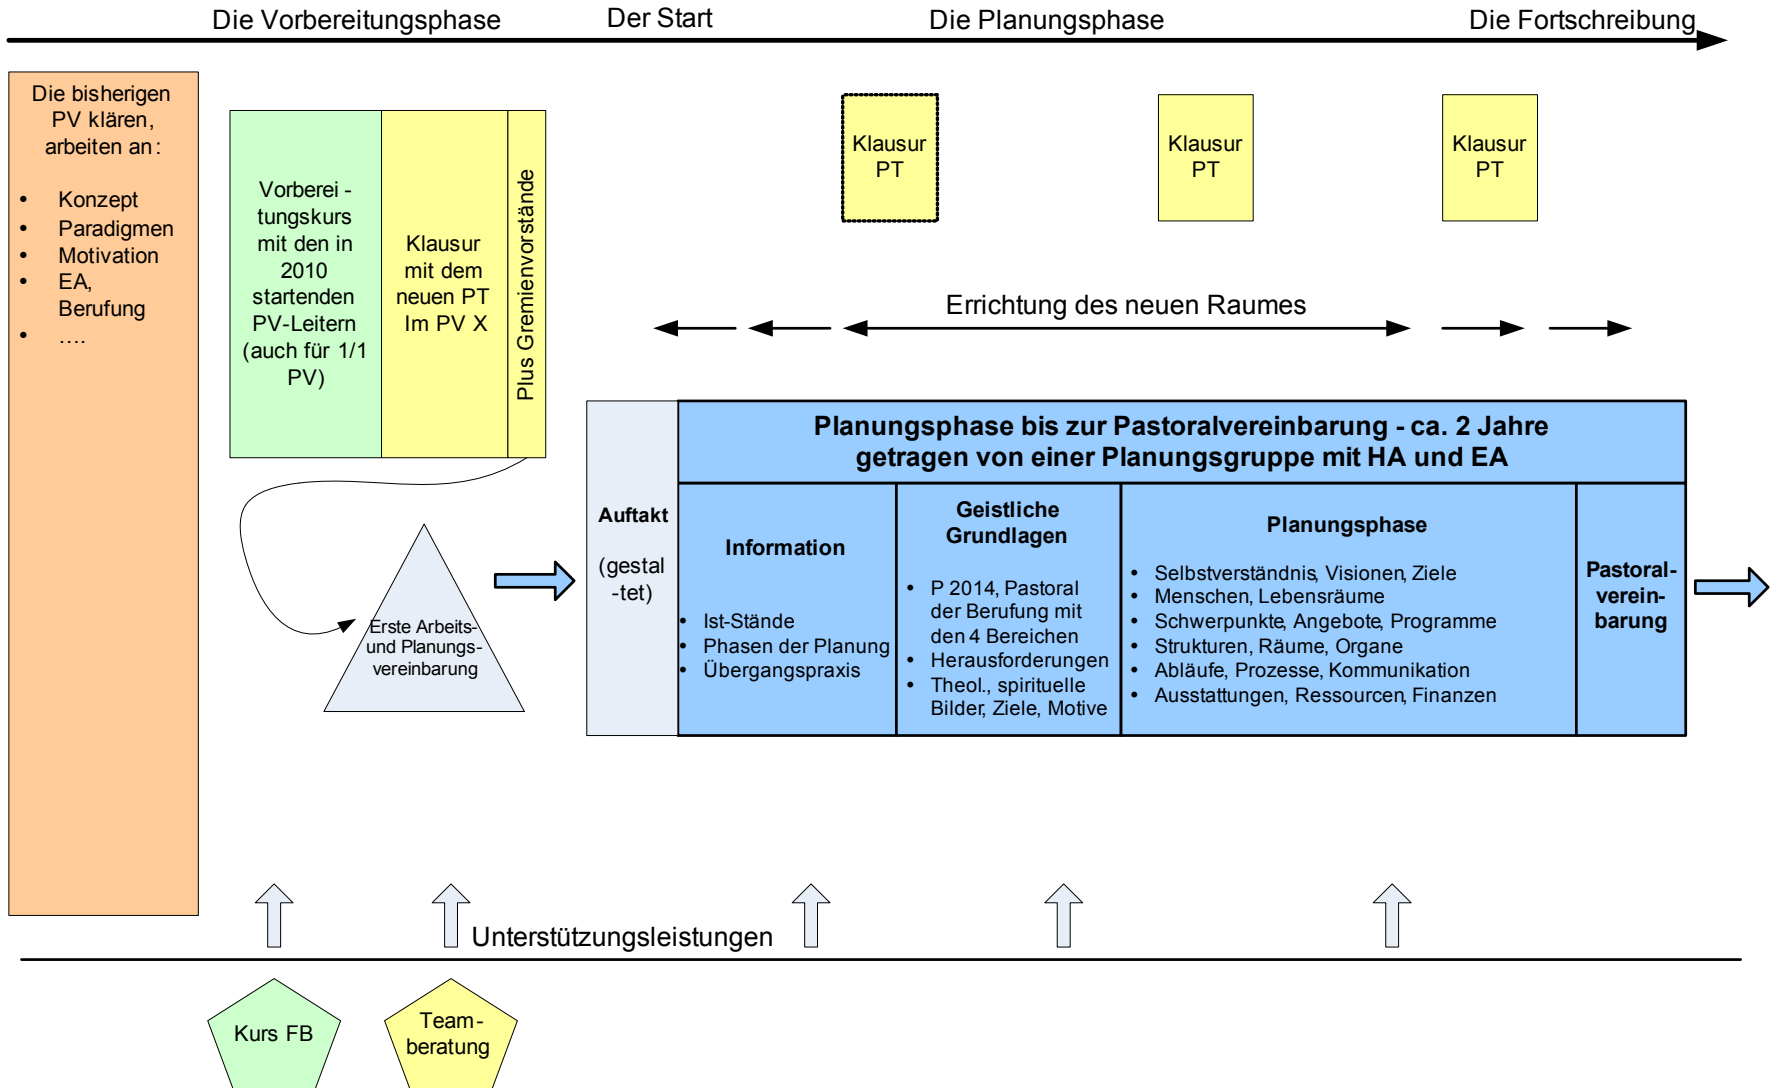 Die Vorbereitungsphase
Der Start
Die Planungsphase
Die Fortschreibung
Die bisherigen
PV klären,
arbeiten an:
• Konzept
• Paradigmen
• Motivation
• EA,
Berufung
• ....
Vorberei -
tungskurs
mit den in
2010
startenden
PV-Leitern
(auch für 1/1
PV)
Klausur
mit dem
neuen PT
Im PV X
Plus Gremienvorstände
Klausur
PT
Klausur
PT
Klausur
PT
Errichtung des neuen Raumes
Erste Arbeits-
und Planungs-
vereinbarung
Auftakt
(gestal
-tet)
Planungsphase bis zur Pastoralvereinbarung - ca. 2 Jahre
getragen von einer Planungsgruppe mit HA und EA
Information
• Ist-Stände
• Phasen der Planung
• Übergangspraxis
Geistliche
Grundlagen
• P 2014, Pastoral
der Berufung mit
den 4 Bereichen
• Herausforderungen
• Theol., spirituelle
Bilder, Ziele, Motive
Planungsphase
• Selbstverständnis, Visionen, Ziele
• Menschen, Lebensräume
• Schwerpunkte, Angebote, Programme
• Strukturen, Räume, Organe
• Abläufe, Prozesse, Kommunikation
• Ausstattungen, Ressourcen, Finanzen
Pastoral-
verein-
barung
Unterstützungsleistungen
Kurs FB
Team-
beratung